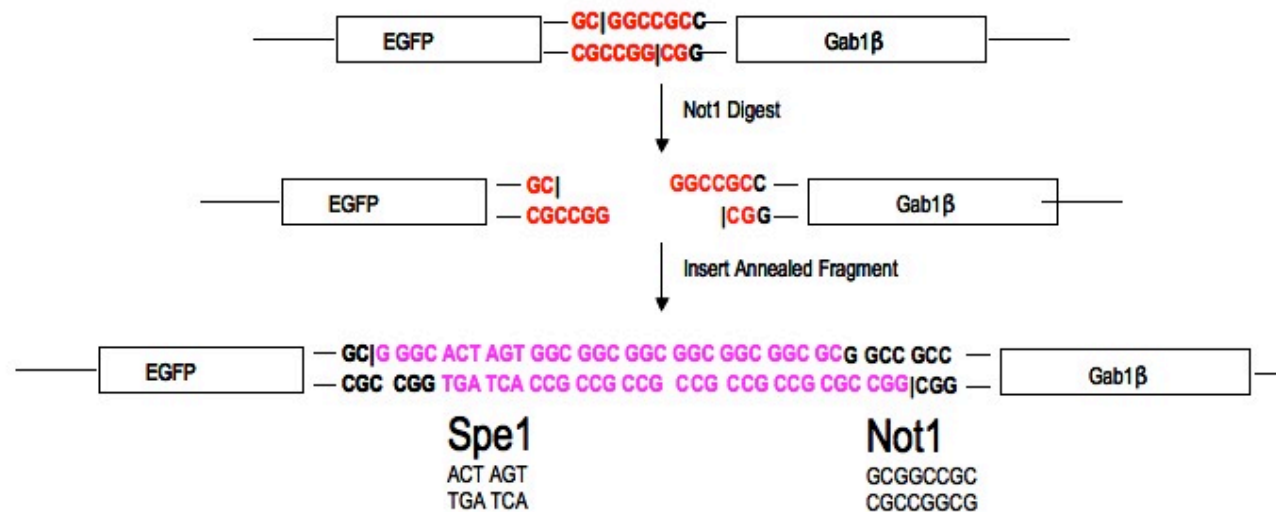 GC|GGCCGCC
EGFP CGCCGG|CGG Gab1β
Not1 Digest
GC| GGCCGCC
EGFP CGCCGG |CGG Gab1β
Insert Annealed Fragment
GC|G GGC ACT AGT GGC GGC GGC GGC GGC GGC GCG GCC GCC
EGFP CGC CGG TGA TCA CCG CCG CCG CCG CCG CCG CGC CGG|CGG Gab1β
Spe1 Not1
ACT AGT GCGGCCGC
TGA TCA CGCCGGCG